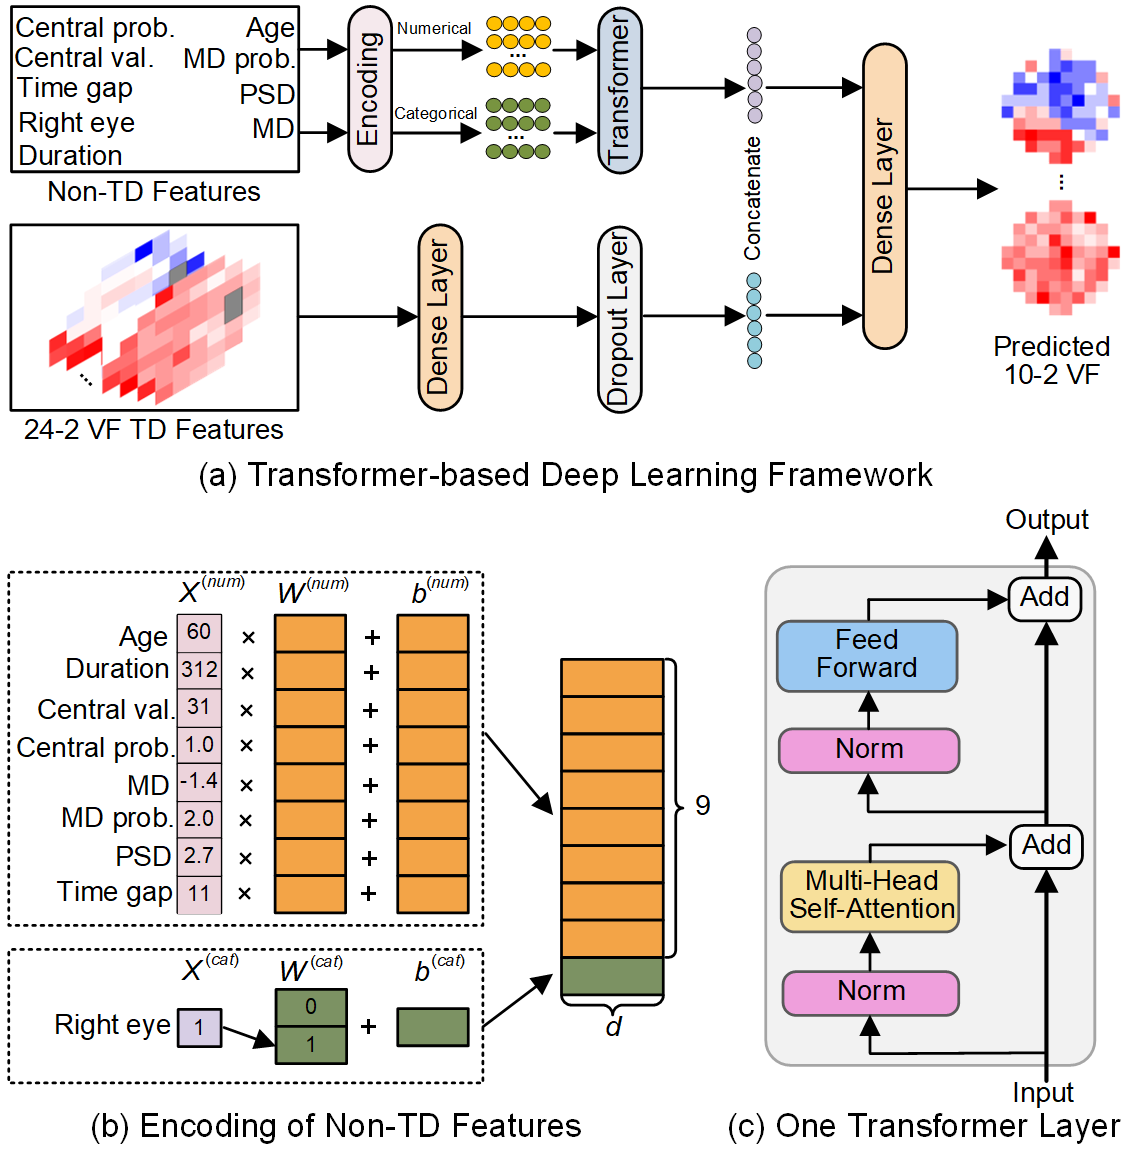 Central prob.
Age
Central val.
MD prob.
Time gap
PSD
Right eye
MD
Duration
Non-TD Features
Encoding
Numerical
...
Categorical
...
Transformer
Concatenate
Dense Layer
...
Predicted
10-2 VF
...
24-2 VF TD Features
Dense Layer
Dropout Layer
(a) Transformer-based Deep Learning Framework
X(num)
W(num)
b(num)
Age 60 × +
Duration 312 × +
Central val. 31 × +
Central prob. 1.0 × +
MD -1.4 × +
MD prob. 2.0 × +
PSD 2.7 × +
Time gap 11 × +
9
d
X(cat)
W(cat)
b(cat)
0
Right eye 1 +
1
(b) Encoding of Non-TD Features
Output
Add
Feed
Forward
Norm
Add
Multi-Head
Self-Attention
Norm
Input
(c) One Transformer Layer